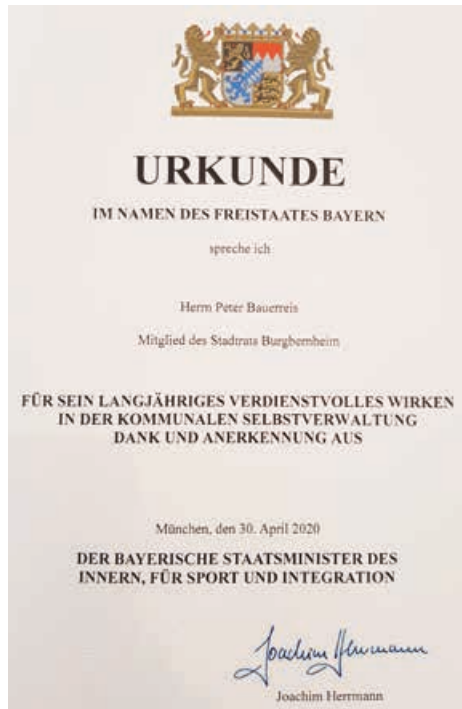 URKUNDE
IM NAMEN DES FREISTAATES BAYERN
spreche ich
Herrn Peter Bauerreis
Mitglied des Stadtrats Burgbernheim
FÜR SEIN LANGJÄHRIGES VERDIENSTVOLLES WIRKEN
IN DER KOMMUNALEN SELBSTVERWALTUNG
DANK UND ANERKENNUNG AUS
München, den 30. April 2020
DER BAYERISCHE STAATSMINISTER DES
INNERN, FÜR SPORT UND INTEGRATION
Joachim Herrmann
Joachim Herrmann